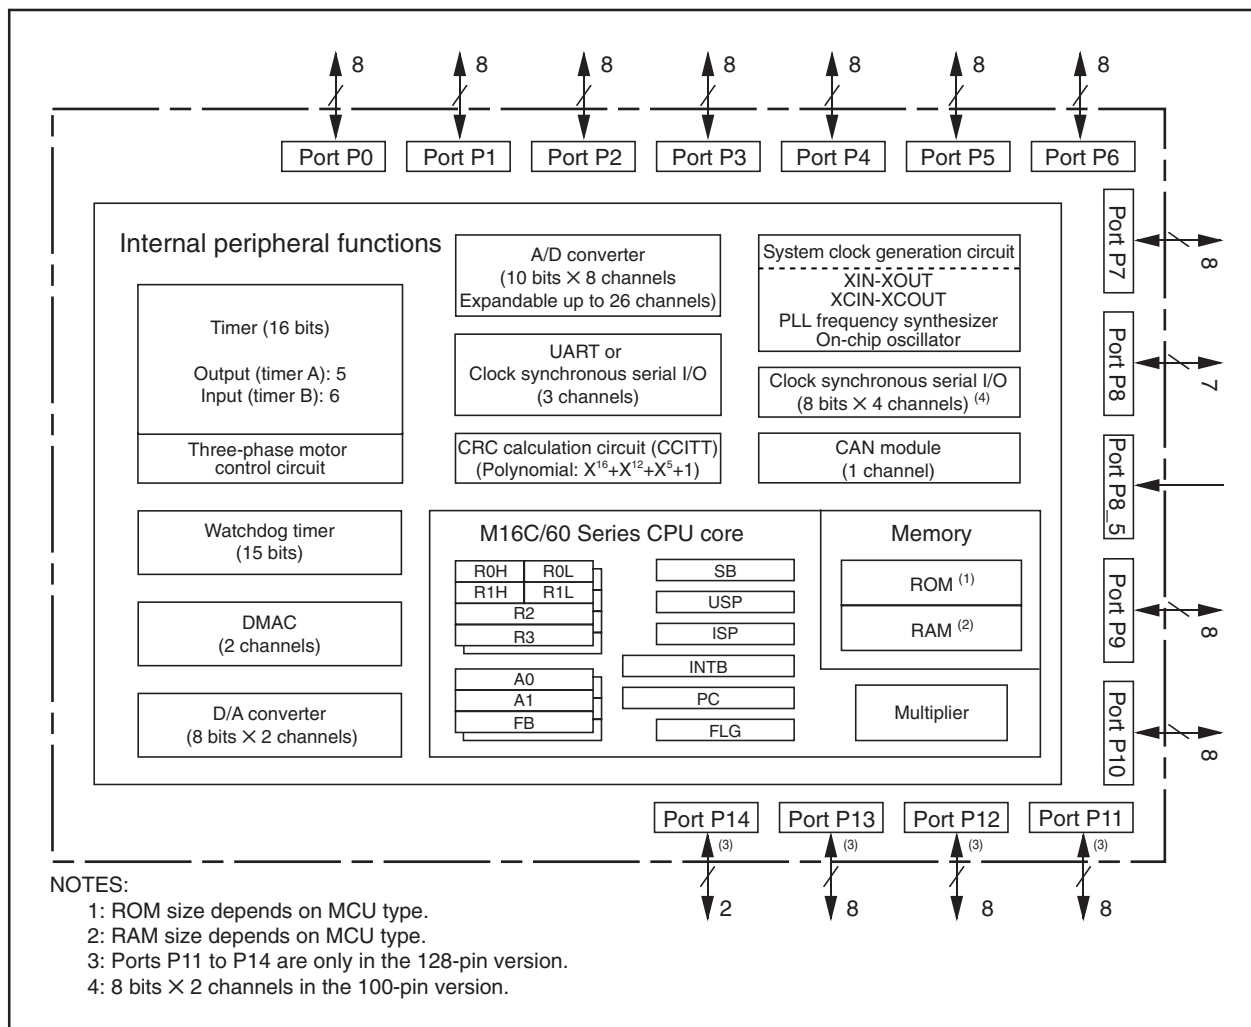 8 8 8 8 8 8 8
Port P0 Port P1 Port P2 Port P3 Port P4 Port P5 Port P6
Internal peripheral functions
Timer (16 bits)
Output (timer A): 5
Input (timer B): 6
Three-phase motor
control circuit
Watchdog timer
(15 bits)
DMAC
(2 channels)
D/A converter
(8 bits × 2 channels)
A/D converter
(10 bits × 8 channels
Expandable up to 26 channels)
UART or
Clock synchronous serial I/O
(3 channels)
CRC calculation circuit (CCITT)
(Polynomial: X¹⁶+X¹²+X⁵+1)
System clock generation circuit
XIN-XOUT
XCIN-XCOUT
PLL frequency synthesizer
On-chip oscillator
Clock synchronous serial I/O
(8 bits × 4 channels) (4)
CAN module
(1 channel)
M16C/60 Series CPU core
R0H R0L
R1H R1L
R2
R3
A0
A1
FB
SB
USP
ISP
INTB
PC
FLG
Memory
ROM (1)
RAM (2)
Multiplier
Port P7
8
Port P8
7
Port P8_5
Port P9
8
Port P10
8
Port P14 Port P13 Port P12 Port P11
(3) (3) (3) (3)
2 8 8 8
NOTES:
1: ROM size depends on MCU type.
2: RAM size depends on MCU type.
3: Ports P11 to P14 are only in the 128-pin version.
4: 8 bits × 2 channels in the 100-pin version.